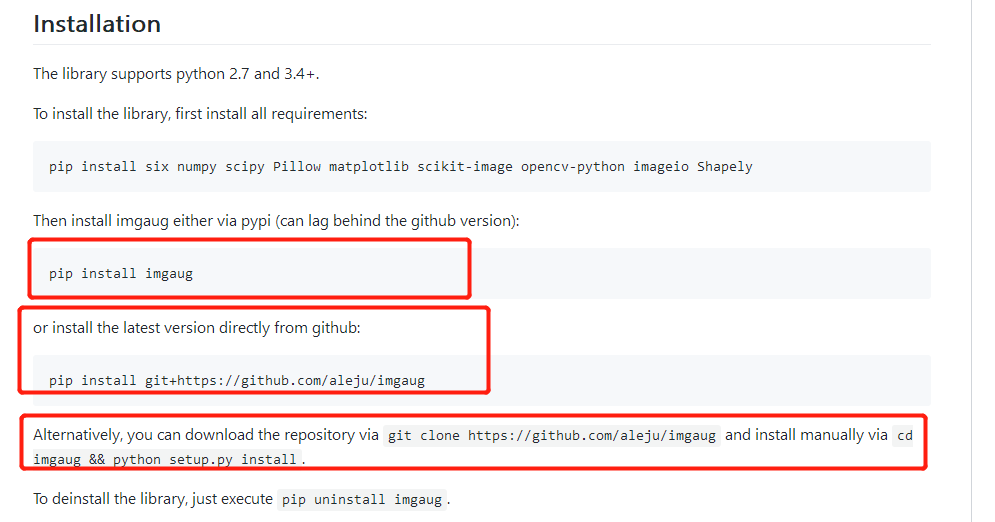 Installation
The library supports python 2.7 and 3.4+.
To install the library, first install all requirements:
pip install six numpy scipy Pillow matplotlib scikit-image opencv-python imageio Shapely
Then install imgaug either via pypi (can lag behind the github version):
pip install imgaug
or install the latest version directly from github:
pip install git+https://github.com/aleju/imgaug
Alternatively, you can download the repository via git clone https://github.com/aleju/imgaug and install manually via cd
imgaug && python setup.py install.
To deinstall the library, just execute pip uninstall imgaug.